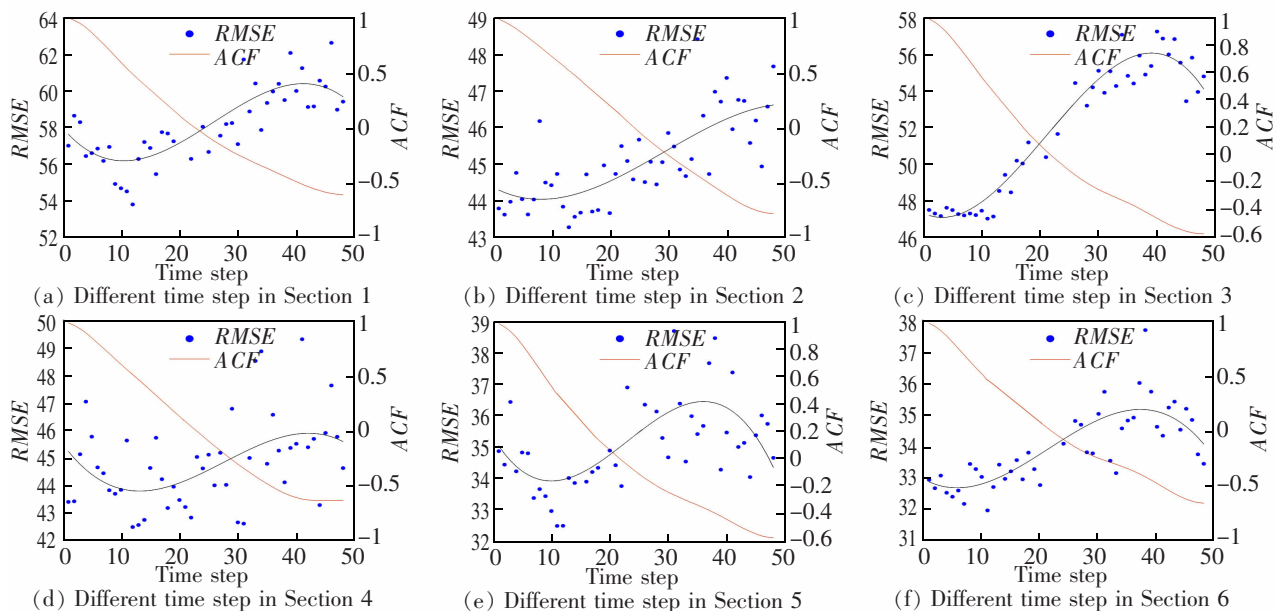 64
62
60
58
56
54
52
RMSE
RMSE
ACF
1
0.5
0
−0.5
−1
ACF
0 10 20 30 40 50
Time step
(a) Different time step in Section 1
49
48
47
46
45
44
43
RMSE
RMSE
ACF
1
0.5
0
−0.5
−1
ACF
0 10 20 30 40 50
Time step
(b) Different time step in Section 2
58
56
54
52
50
48
46
RMSE
RMSE
ACF
1
0.8
0.6
0.4
0.2
0
−0.2
−0.4
−0.6
ACF
0 10 20 30 40 50
Time step
(c) Different time step in Section 3
50
49
48
47
46
45
44
43
42
RMSE
RMSE
ACF
1
0.5
0
−0.5
−1
ACF
0 10 20 30 40 50
Time step
(d) Different time step in Section 4
39
38
37
36
35
34
33
32
RMSE
RMSE
ACF
1
0.8
0.6
0.4
0.2
0
−0.2
−0.4
−0.6
ACF
0 10 20 30 40 50
Time step
(e) Different time step in Section 5
38
37
36
35
34
33
32
31
RMSE
RMSE
ACF
1
0.5
0
−0.5
−1
ACF
0 10 20 30 40 50
Time step
(f) Different time step in Section 6